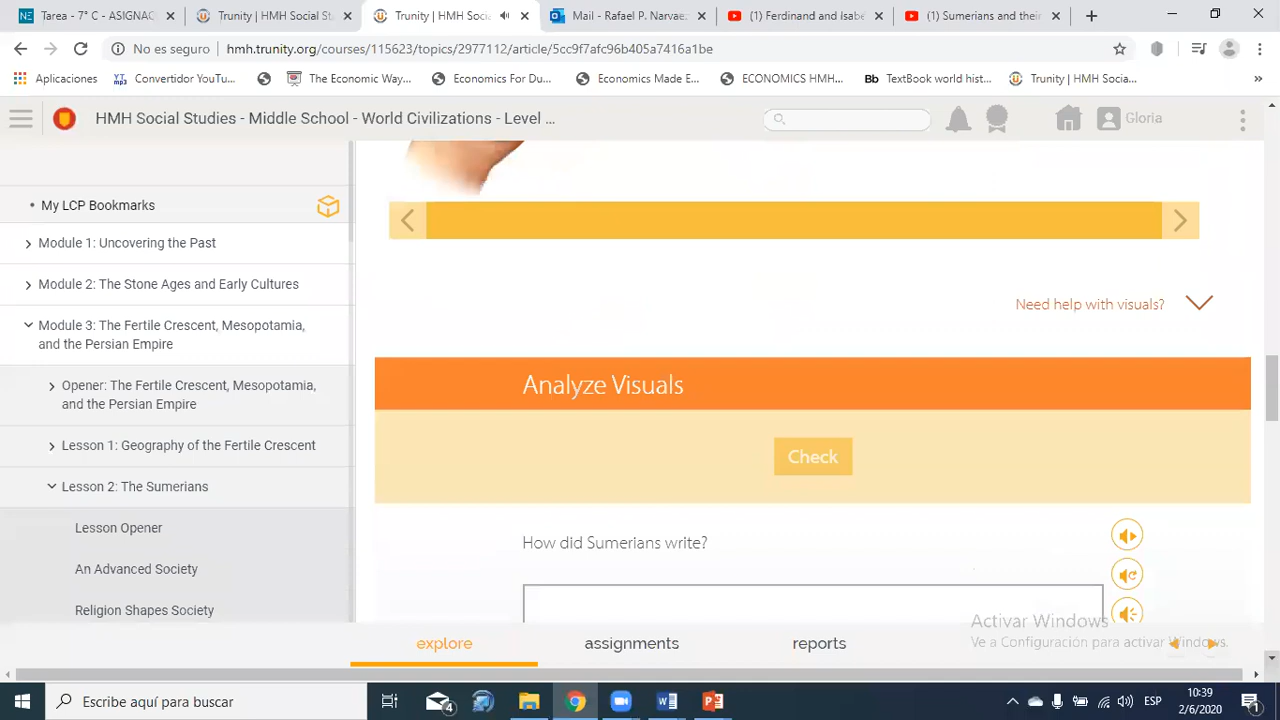 Tarea - 7° C - ASIGNAC
Trunity | HMH Social St
Trunity | HMH Socia
Mail - Rafael P. Narvaez
(1) Ferdinand and Isabe
(1) Sumerians and their
No es seguro
hmh.trunity.org/courses/115623/topics/2977112/article/5cc9f7afc96b405a7416a1be
Aplicaciones
Convertidor YouTu...
The Economic Way...
Economics For Du...
Economics Made E...
ECONOMICS HMH...
Bb TextBook world hist...
Trunity | HMH Socia...
HMH Social Studies - Middle School - World Civilizations - Level ...
Gloria
• My LCP Bookmarks
Module 1: Uncovering the Past
Module 2: The Stone Ages and Early Cultures
Module 3: The Fertile Crescent, Mesopotamia,
and the Persian Empire
Opener: The Fertile Crescent, Mesopotamia,
and the Persian Empire
Lesson 1: Geography of the Fertile Crescent
Lesson 2: The Sumerians
Lesson Opener
An Advanced Society
Religion Shapes Society
Need help with visuals?
Analyze Visuals
Check
How did Sumerians write?
Activar Windows
Ve a Configuración para activar Windows.
explore
assignments
reports
Escribe aquí para buscar
4
ESP
10:39
2/6/2020
1